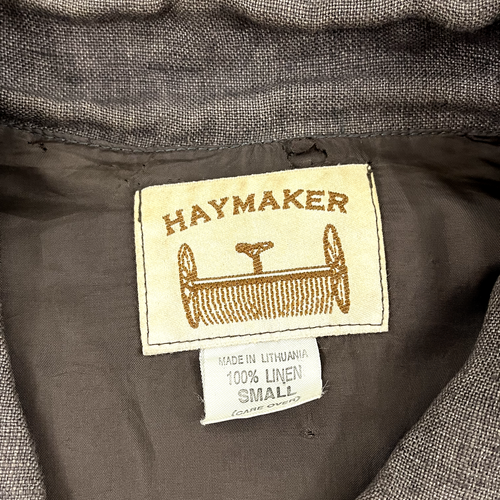 HAYMAKER
MADE IN LITHUANIA
100% LINEN
SMALL
(CARE OVER)